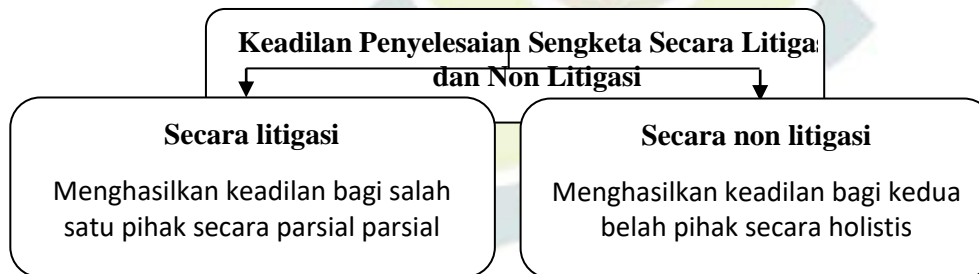 Keadilan Penyelesaian Sengketa Secara Litigas
dan Non Litigasi
Secara litigasi
Menghasilkan keadilan bagi salah
satu pihak secara parsial parsial
Secara non litigasi
Menghasilkan keadilan bagi kedua
belah pihak secara holistis